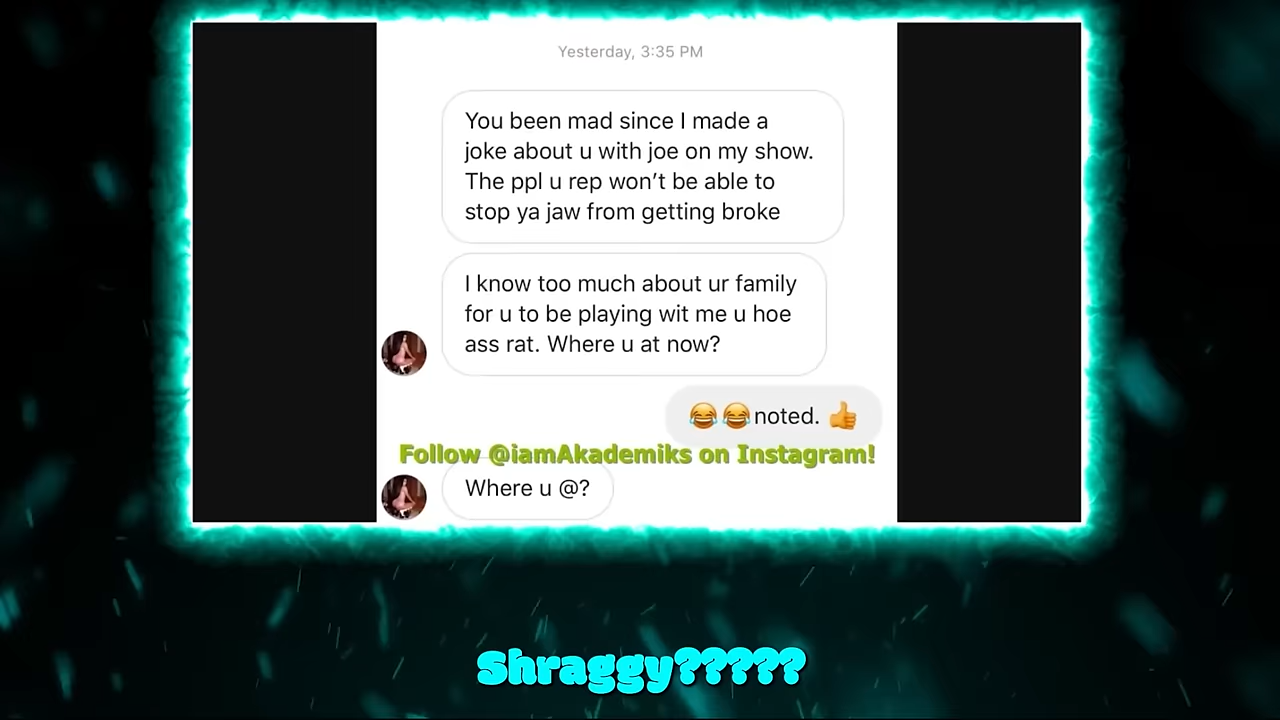 Yesterday, 3:35 PM
You been mad since I made a
joke about u with joe on my show.
The ppl u rep won’t be able to
stop ya jaw from getting broke
I know too much about ur family
for u to be playing wit me u hoe
ass rat. Where u at now?
😂😂noted. 👍
Follow @iamAkademiks on Instagram!
Where u @?
Shraggy?????